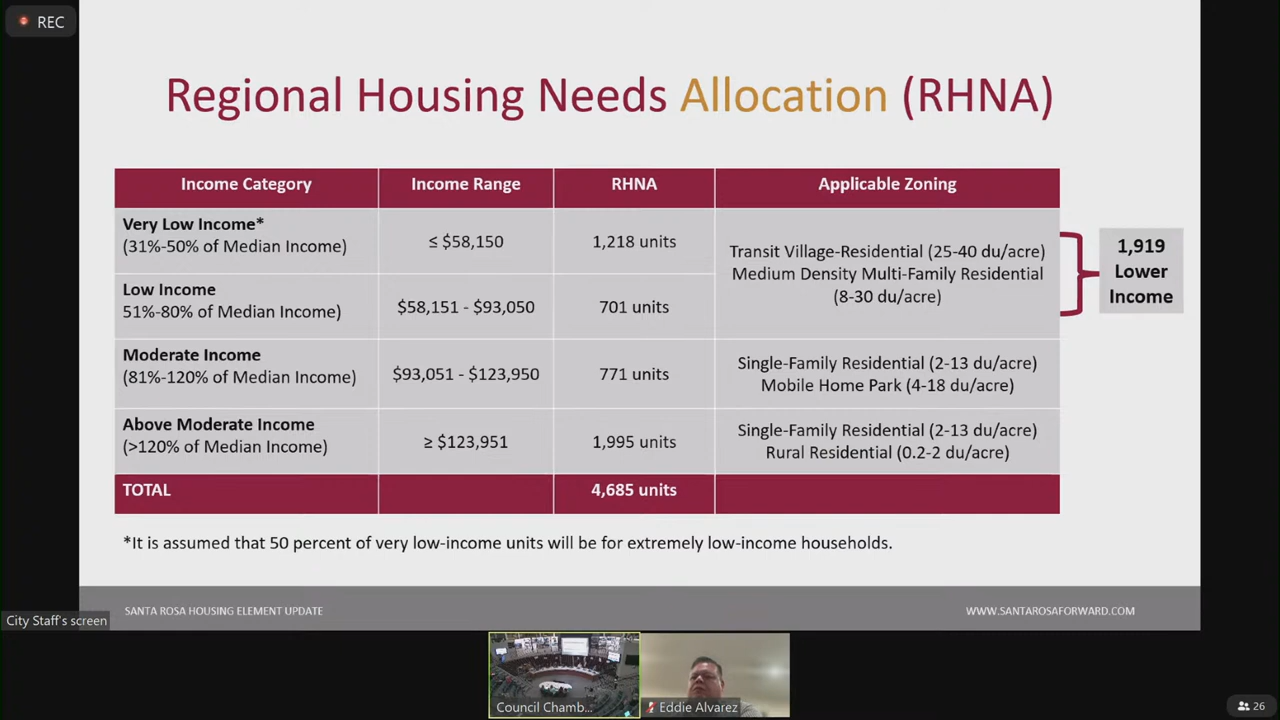 REC
Regional Housing Needs Allocation (RHNA)
Income Category
Income Range
RHNA
Applicable Zoning
Very Low Income*
(31%-50% of Median Income)
≤ $58,150
1,218 units
Transit Village-Residential (25-40 du/acre)
Medium Density Multi-Family Residential
(8-30 du/acre)
1,919
Lower
Income
Low Income
51%-80% of Median Income)
$58,151 - $93,050
701 units
Moderate Income
(81%-120% of Median Income)
$93,051 - $123,950
771 units
Single-Family Residential (2-13 du/acre)
Mobile Home Park (4-18 du/acre)
Above Moderate Income
(>120% of Median Income)
≥ $123,951
1,995 units
Single-Family Residential (2-13 du/acre)
Rural Residential (0.2-2 du/acre)
TOTAL
4,685 units
*It is assumed that 50 percent of very low-income units will be for extremely low-income households.
SANTA ROSA HOUSING ELEMENT UPDATE
WWW.SANTAROSAFORWARD.COM
City Staff's screen
Council Chamb...
Eddie Alvarez
26